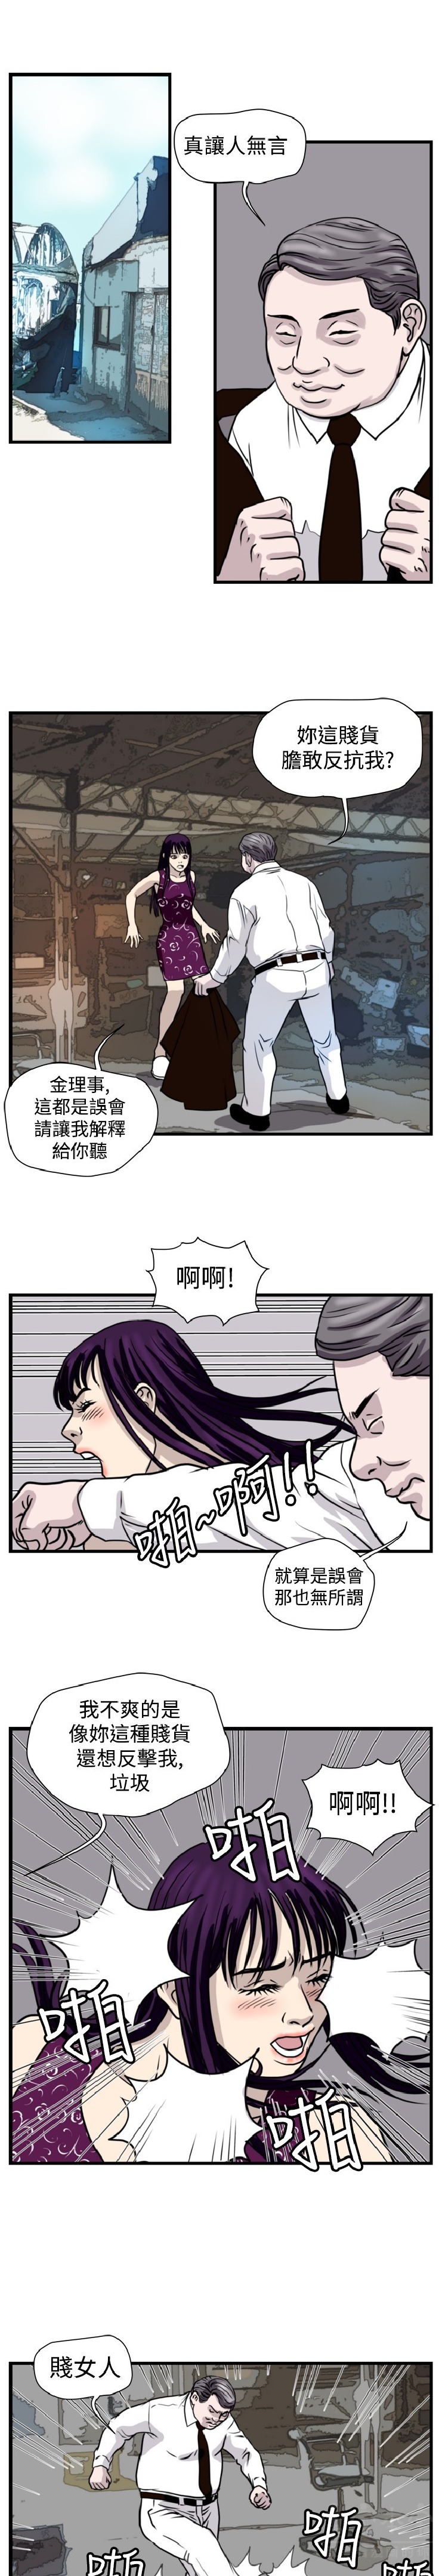 真讓人無言
妳這賤貨
膽敢反抗我?
金理事,
這都是誤會
請讓我解釋
給你聽
啊啊!
啪~啊!!
就算是誤會
那也無所謂
我不爽的是
像妳這種賤貨
還想反擊我,
垃圾
啊啊!!
啪
啪
啪
賤女人
啪
啪
啪